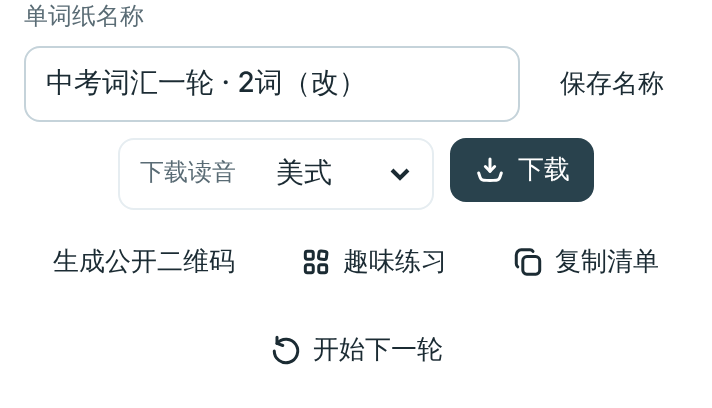 单词纸名称
中考词汇一轮 · 2词（改）
保存名称
下载读音 美式
下载
生成公开二维码 趣味练习 复制清单
开始下一轮